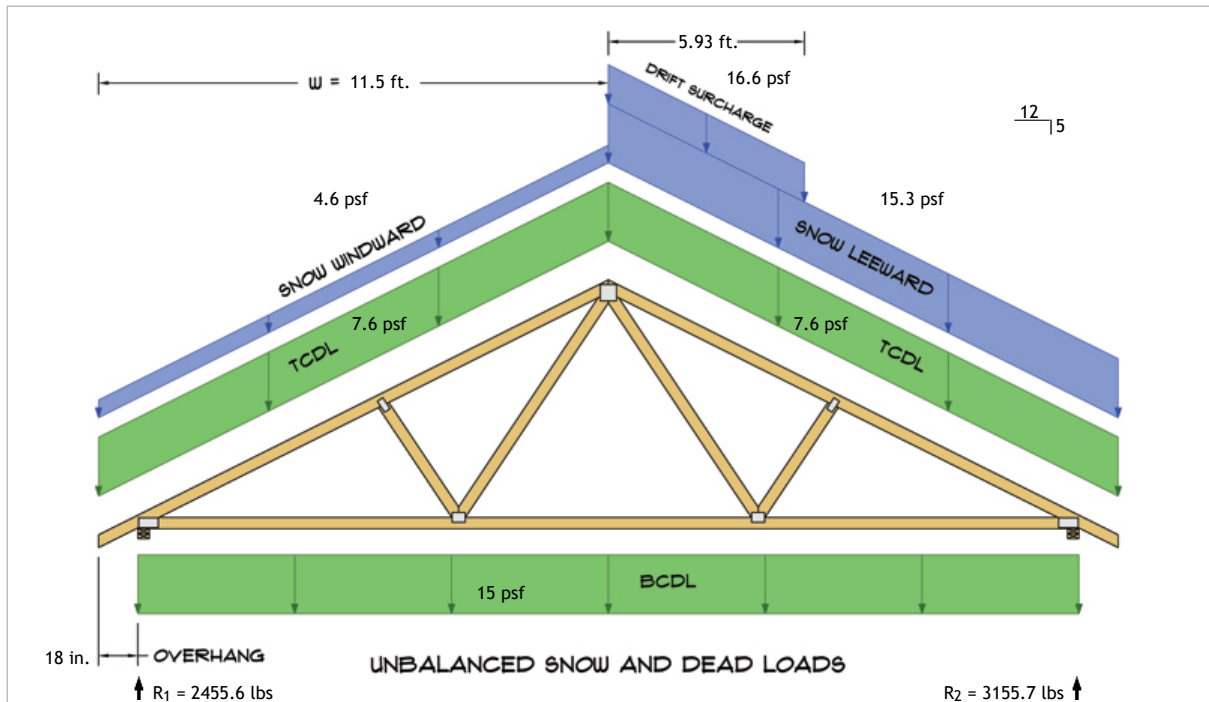 5.93 ft.
W = 11.5 ft.
DRIFT SURCHARGE
16.6 psf
12
5
4.6 psf
15.3 psf
SNOW WINDWARD
SNOW LEEWARD
7.6 psf
7.6 psf
TCDL
TCDL
15 psf
BCDL
18 in.
OVERHANG
UNBALANCED SNOW AND DEAD LOADS
R1 = 2455.6 lbs
R2 = 3155.7 lbs